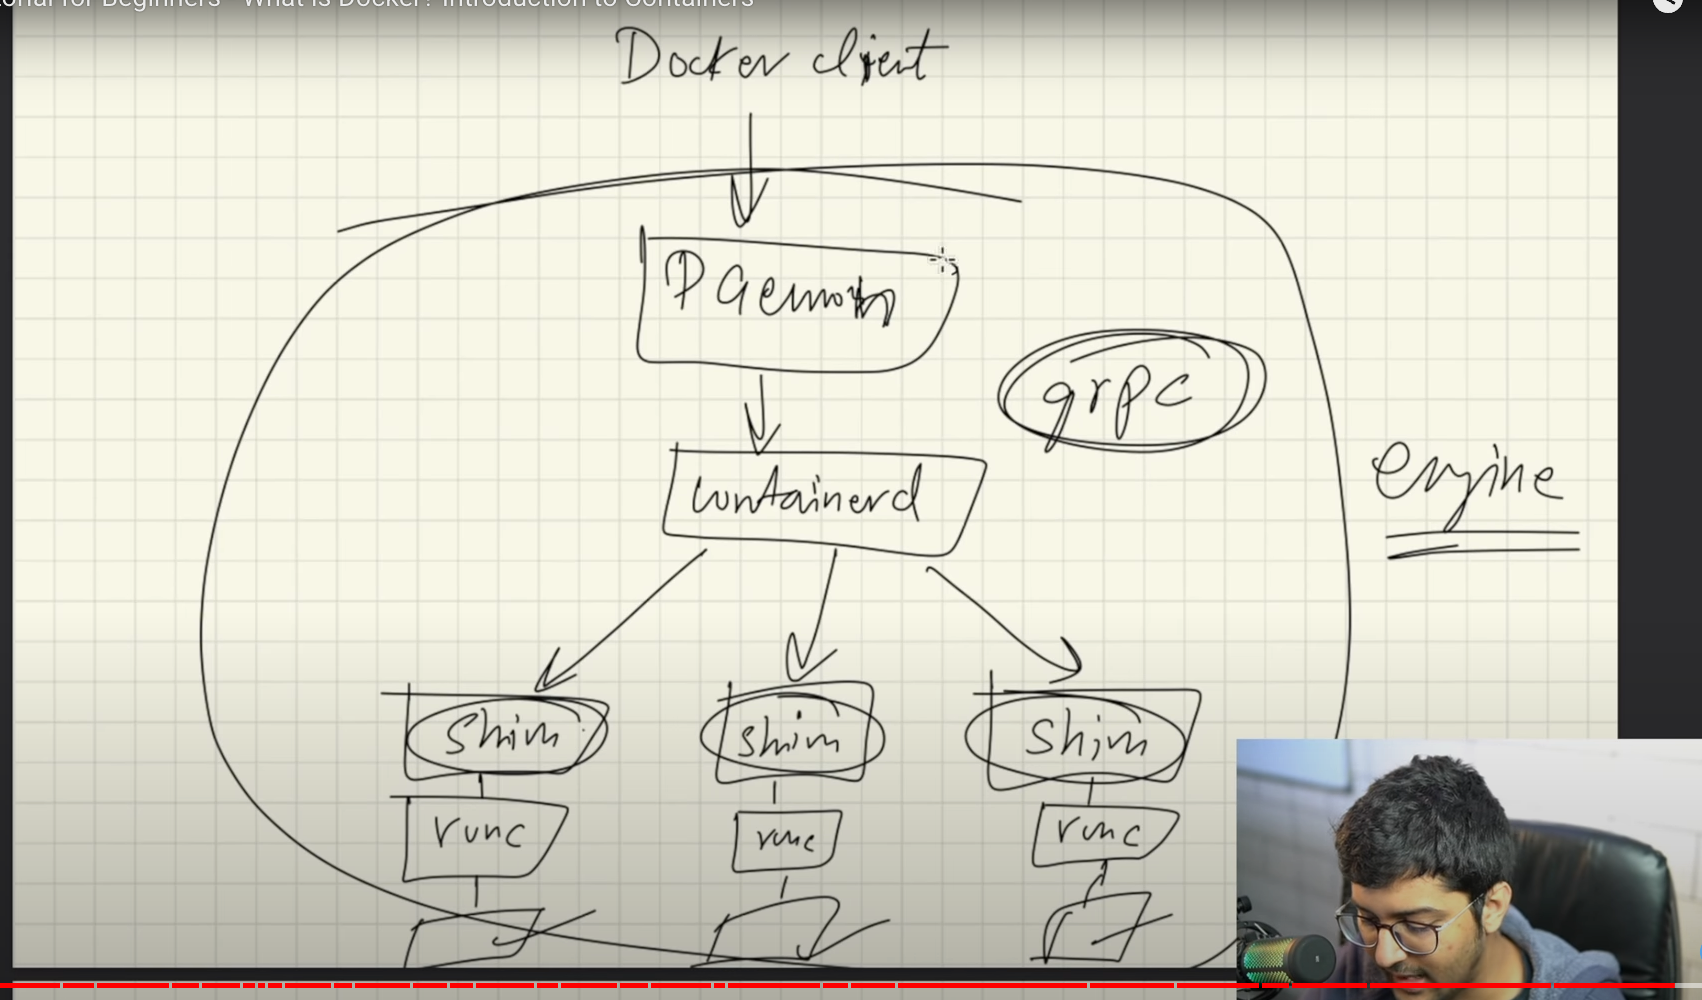 orial for Beginners - What is Docker? Introduction to Containers
Docker client
Daemon
grpc
containerd
engine
shim shim shim
runc runc runc